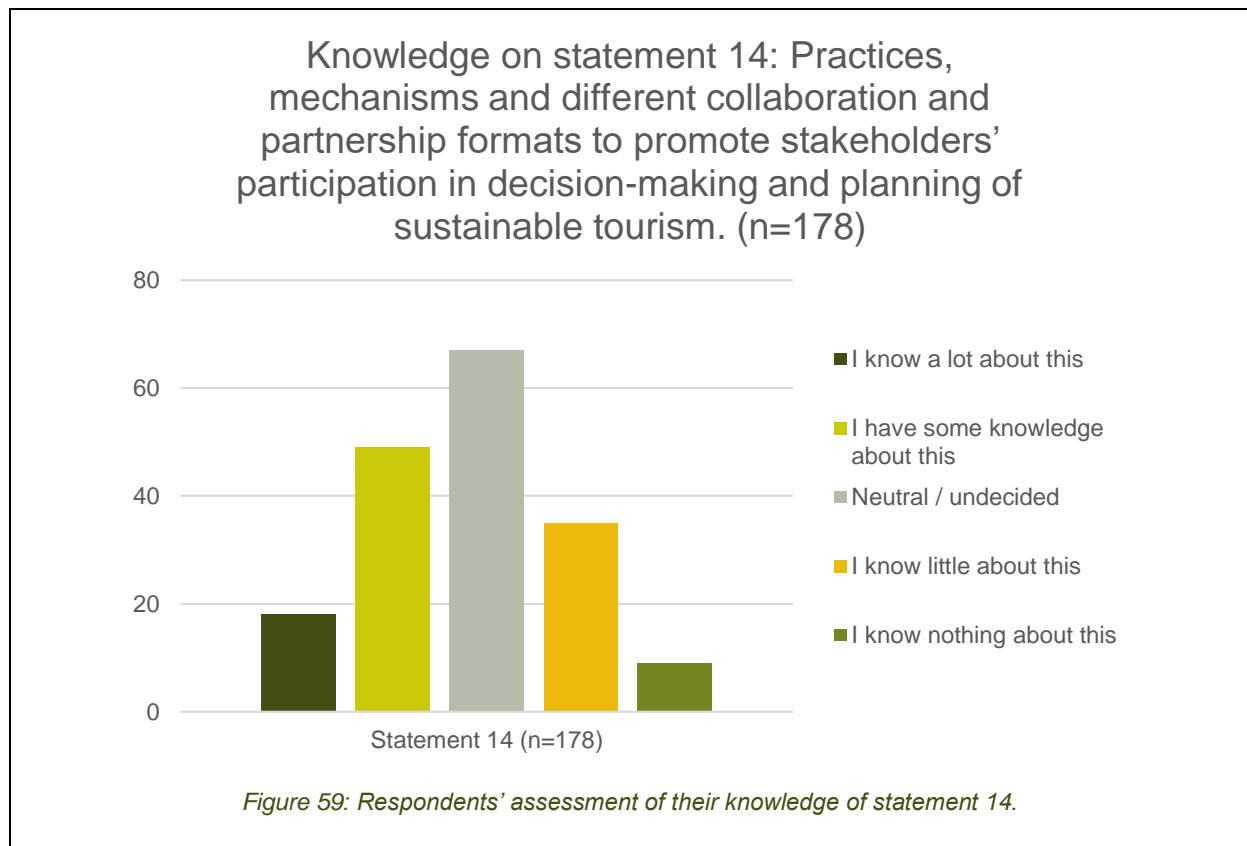 Knowledge on statement 14: Practices,
mechanisms and different collaboration and
partnership formats to promote stakeholders’
participation in decision-making and planning of
sustainable tourism. (n=178)
80
60
40
20
0
Statement 14 (n=178)
I know a lot about this
I have some knowledge
about this
Neutral / undecided
I know little about this
I know nothing about this
Figure 59: Respondents’ assessment of their knowledge of statement 14.